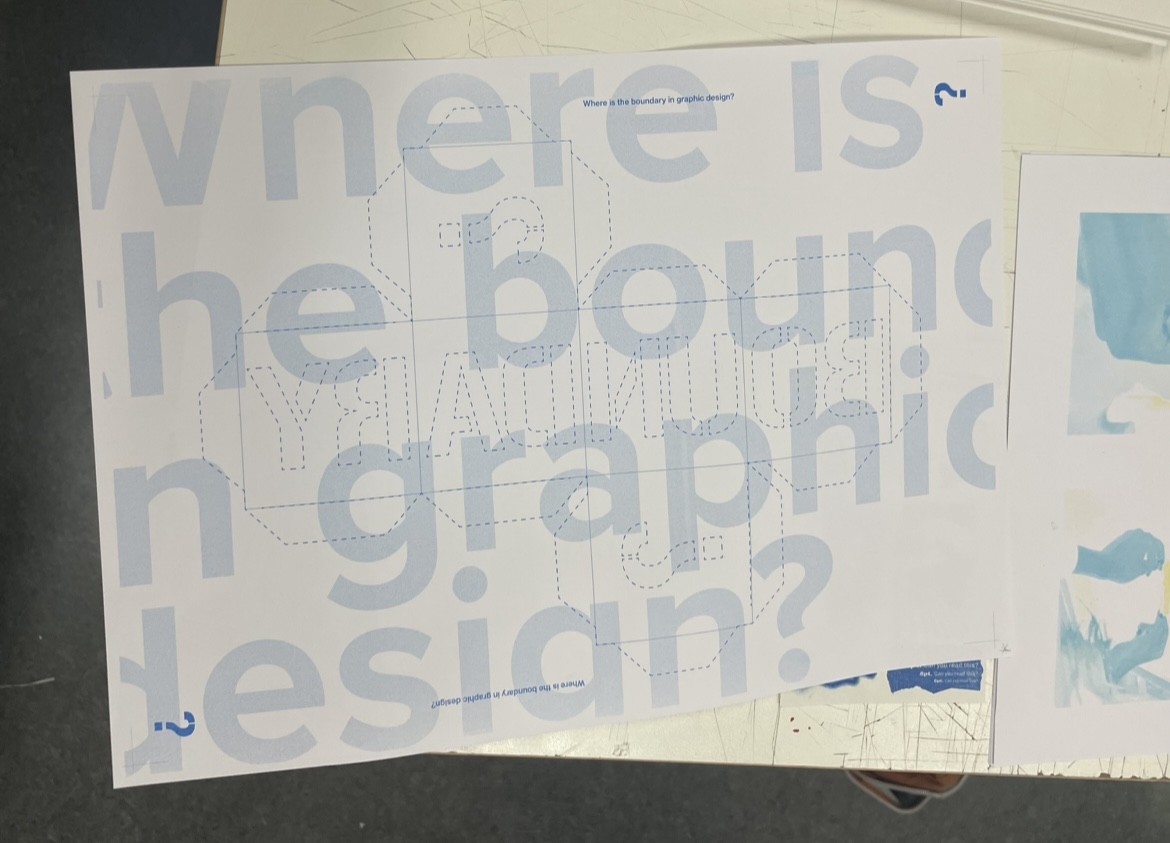 Where is
Where is the boundary in graphic design?
?
?
he bound
BOUNDARY
n graphic
?
design?
Where is the boundary in graphic design?
?